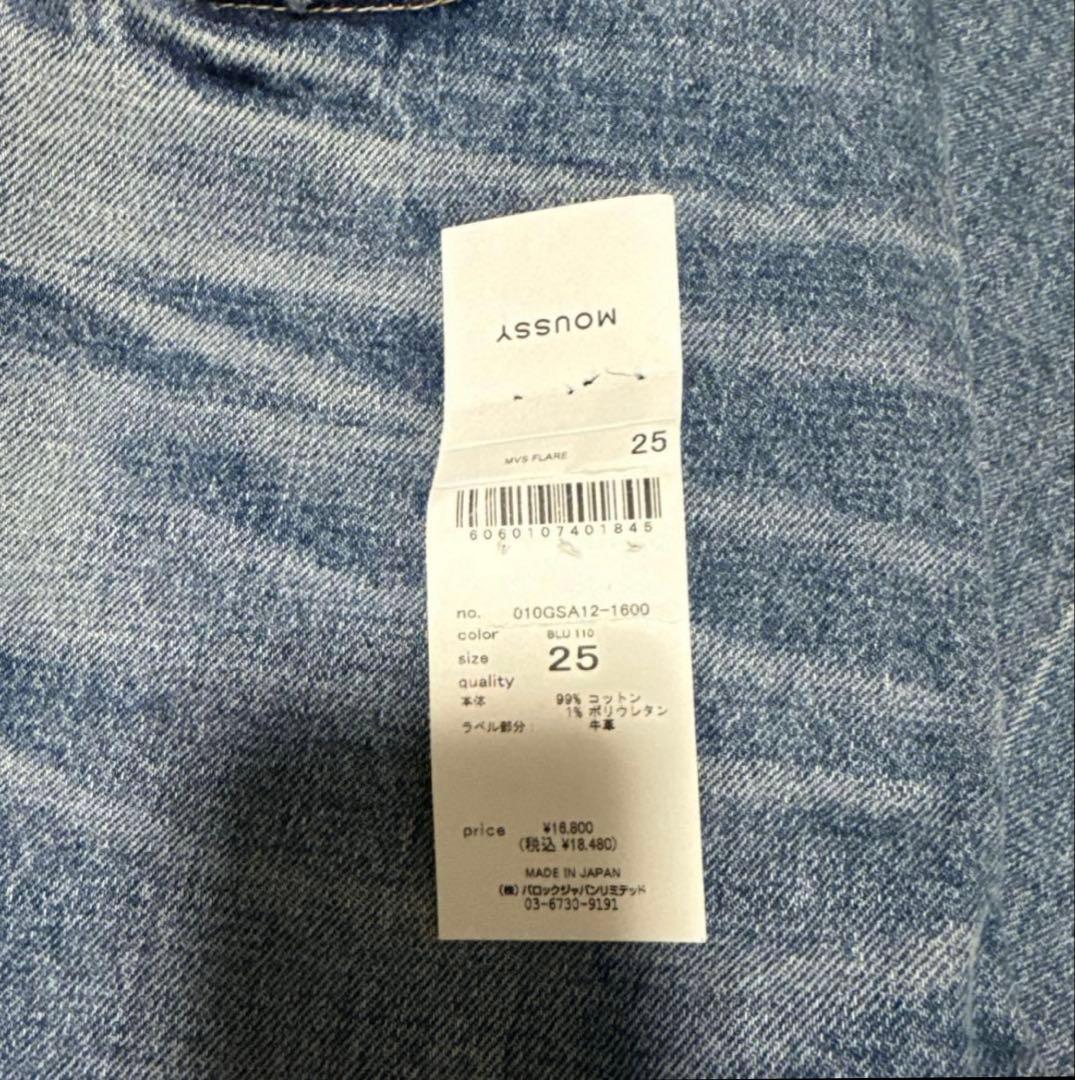 MOUSSY
MVS FLARE 25
6060107401845
no. 010GSA12-1600
color BLU 110
size 25
quality
本体 99% コットン
1% ポリウレタン
ラベル部分: 牛革
price ¥16.800
(税込 ¥18.480)
MADE IN JAPAN
(株)バロックジャパンリミテッド
03-6730-9191